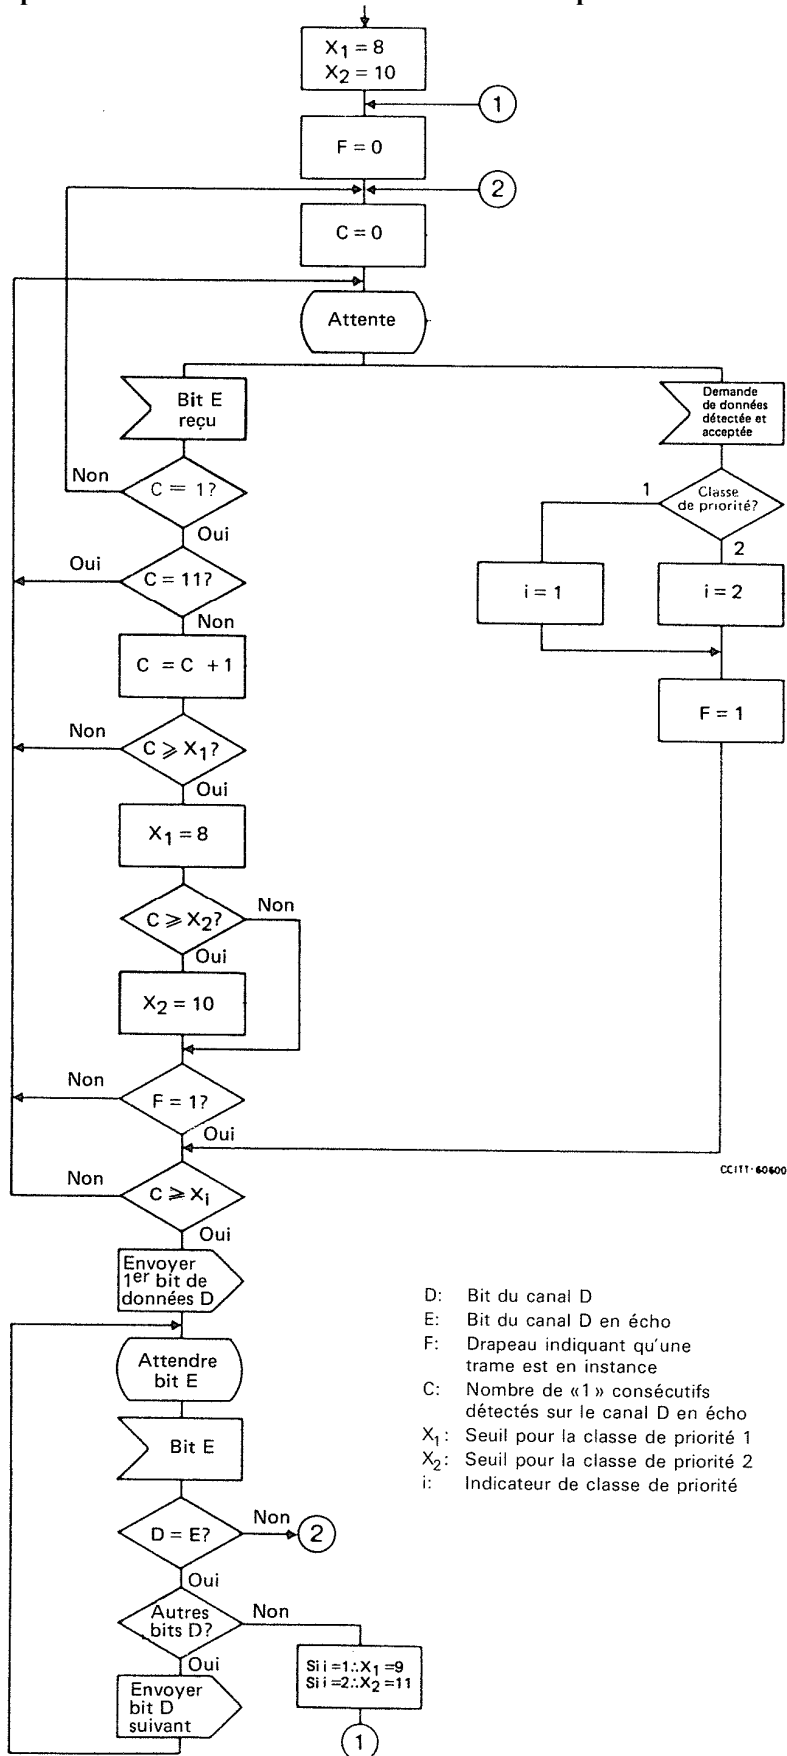 X1 = 8
X2 = 10
1
F = 0
2
C = 0
Attente
Bit E
reçu
Demande
de données
détectée et
acceptée
Non
C = 1?
Oui
1
Classe
de priorité?
2
Oui
C = 11?
Non
i = 1
i = 2
C = C + 1
F = 1
Non
C ⩾ X1?
Oui
X1 = 8
C ⩾ X2?
Non
Oui
X2 = 10
Non
F = 1?
Oui
CCITT-60600
Non
C ⩾ Xi
Oui
Envoyer
1er bit de
données D
Attendre
bit E
Bit E
D = E?
Non
2
Oui
Autres
bits D?
Non
Oui
Si i =1∴X1 =9
Si i =2∴X2 =11
Envoyer
bit D
suivant
1
D: Bit du canal D
E: Bit du canal D en écho
F: Drapeau indiquant qu'une
trame est en instance
C: Nombre de «1» consécutifs
détectés sur le canal D en écho
X1: Seuil pour la classe de priorité 1
X2: Seuil pour la classe de priorité 2
i: Indicateur de classe de priorité